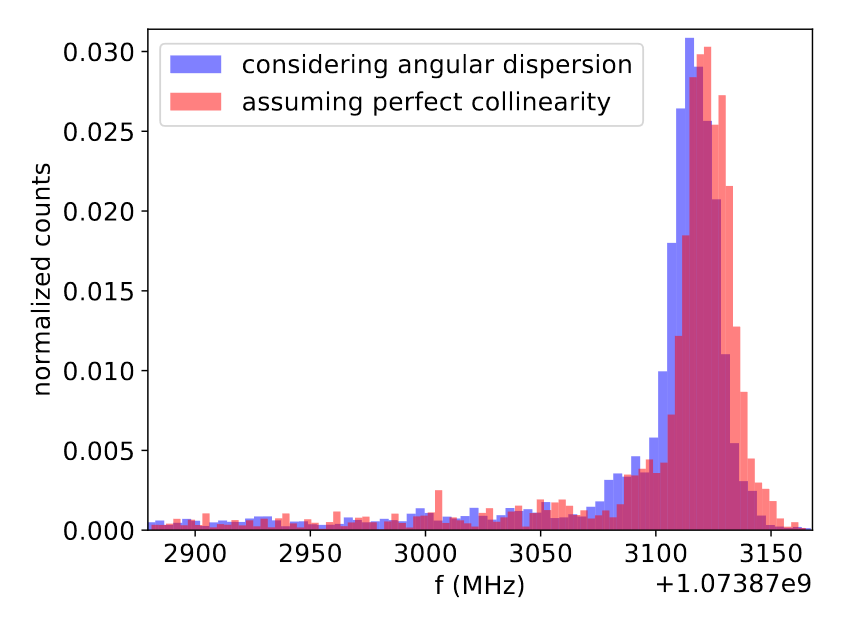 considering angular dispersion
assuming perfect collinearity
normalized counts
0.030
0.025
0.020
0.015
0.010
0.005
0.000
2900 2950 3000 3050 3100 3150
f (MHz)
+1.07387e9